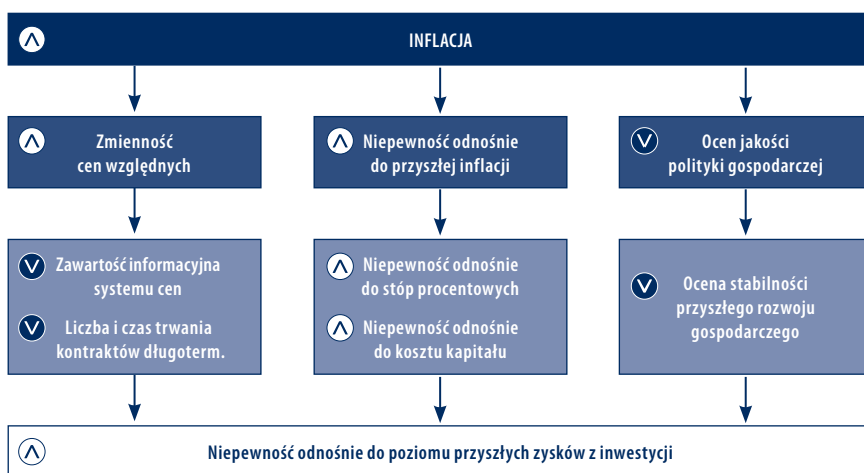 INFLACJA
Zmienność
cen względnych
Niepewność odnośnie
do przyszłej inflacji
Ocen jakości
polityki gospodarczej
Zawartość informacyjna
systemu cen
Liczba i czas trwania
kontraktów długoterm.
Niepewność odnośnie
do stóp procentowych
Niepewność odnośnie
do kosztu kapitału
Ocena stabilności
przyszłego rozwoju
gospodarczego
Niepewność odnośnie do poziomu przyszłych zysków z inwestycji